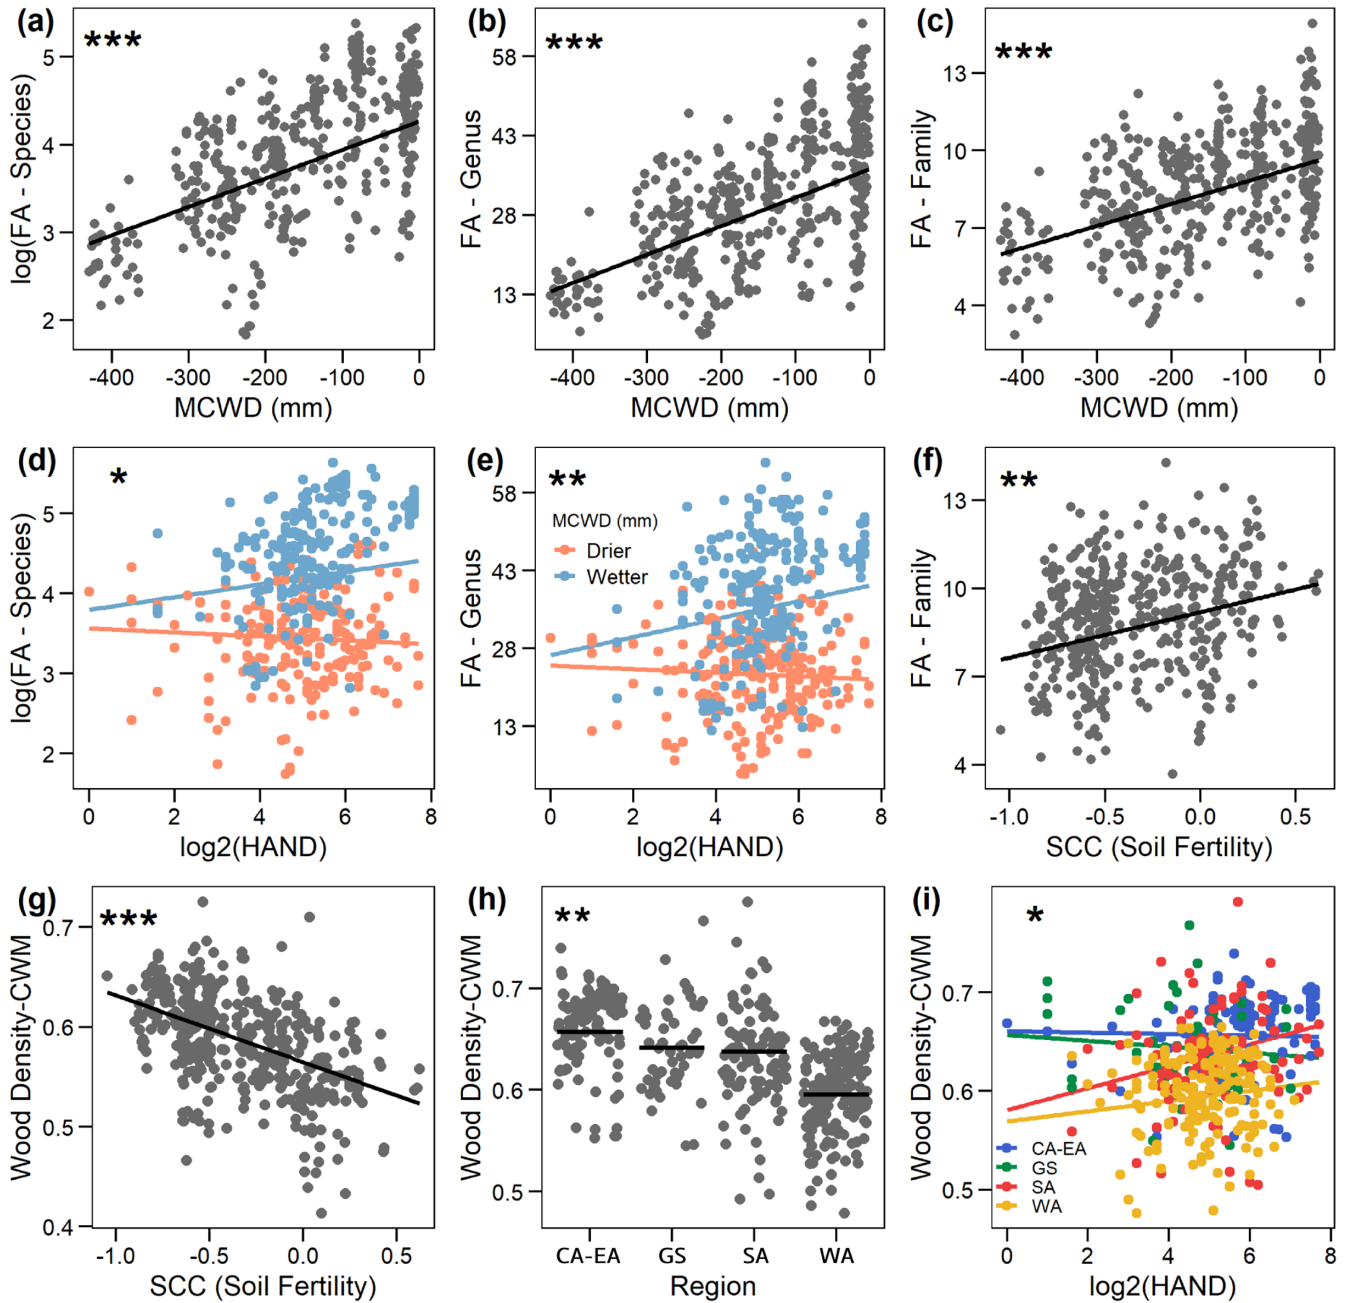 (a)
***
log(FA - Species)
5
4
3
2
-400 -300 -200 -100 0
MCWD (mm)
(b)
***
FA - Genus
58
43
28
13
-400 -300 -200 -100 0
MCWD (mm)
(c)
***
FA - Family
13
10
7
4
-400 -300 -200 -100 0
MCWD (mm)
(d)
*
log(FA - Species)
5
4
3
2
0 2 4 6 8
log2(HAND)
(e)
**
MCWD (mm)
Drier
Wetter
FA - Genus
58
43
28
13
0 2 4 6 8
log2(HAND)
(f)
**
FA - Family
13
10
7
4
-1.0 -0.5 0.0 0.5
SCC (Soil Fertility)
(g)
***
Wood Density-CWM
0.7
0.6
0.5
0.4
-1.0 -0.5 0.0 0.5
SCC (Soil Fertility)
(h)
**
Wood Density-CWM
0.7
0.6
0.5
CA-EA GS SA WA
Region
(i)
*
Wood Density-CWM
0.7
0.6
0.5
CA-EA
GS
SA
WA
0 2 4 6 8
log2(HAND)